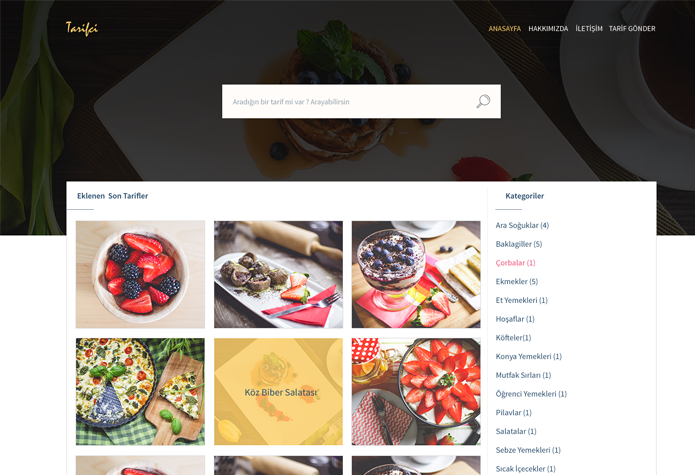 Tarifci
ANASAYFA HAKKIMIZDA İLETİŞİM TARİF GÖNDER
Aradığın bir tarif mi var ? Arayabilirsin
Eklenen Son Tarifler
Köz Biber Salatası
Kategoriler
Ara Soğuklar (4)
Baklagiller (5)
Çorbalar (1)
Ekmekler (5)
Et Yemekleri (1)
Hoşaflar (1)
Köfteler(1)
Konya Yemekleri (1)
Mutfak Sırları (1)
Öğrenci Yemekleri (1)
Pilavlar (1)
Salatalar (1)
Sebze Yemekleri (1)
Sıcak İçecekler (1)